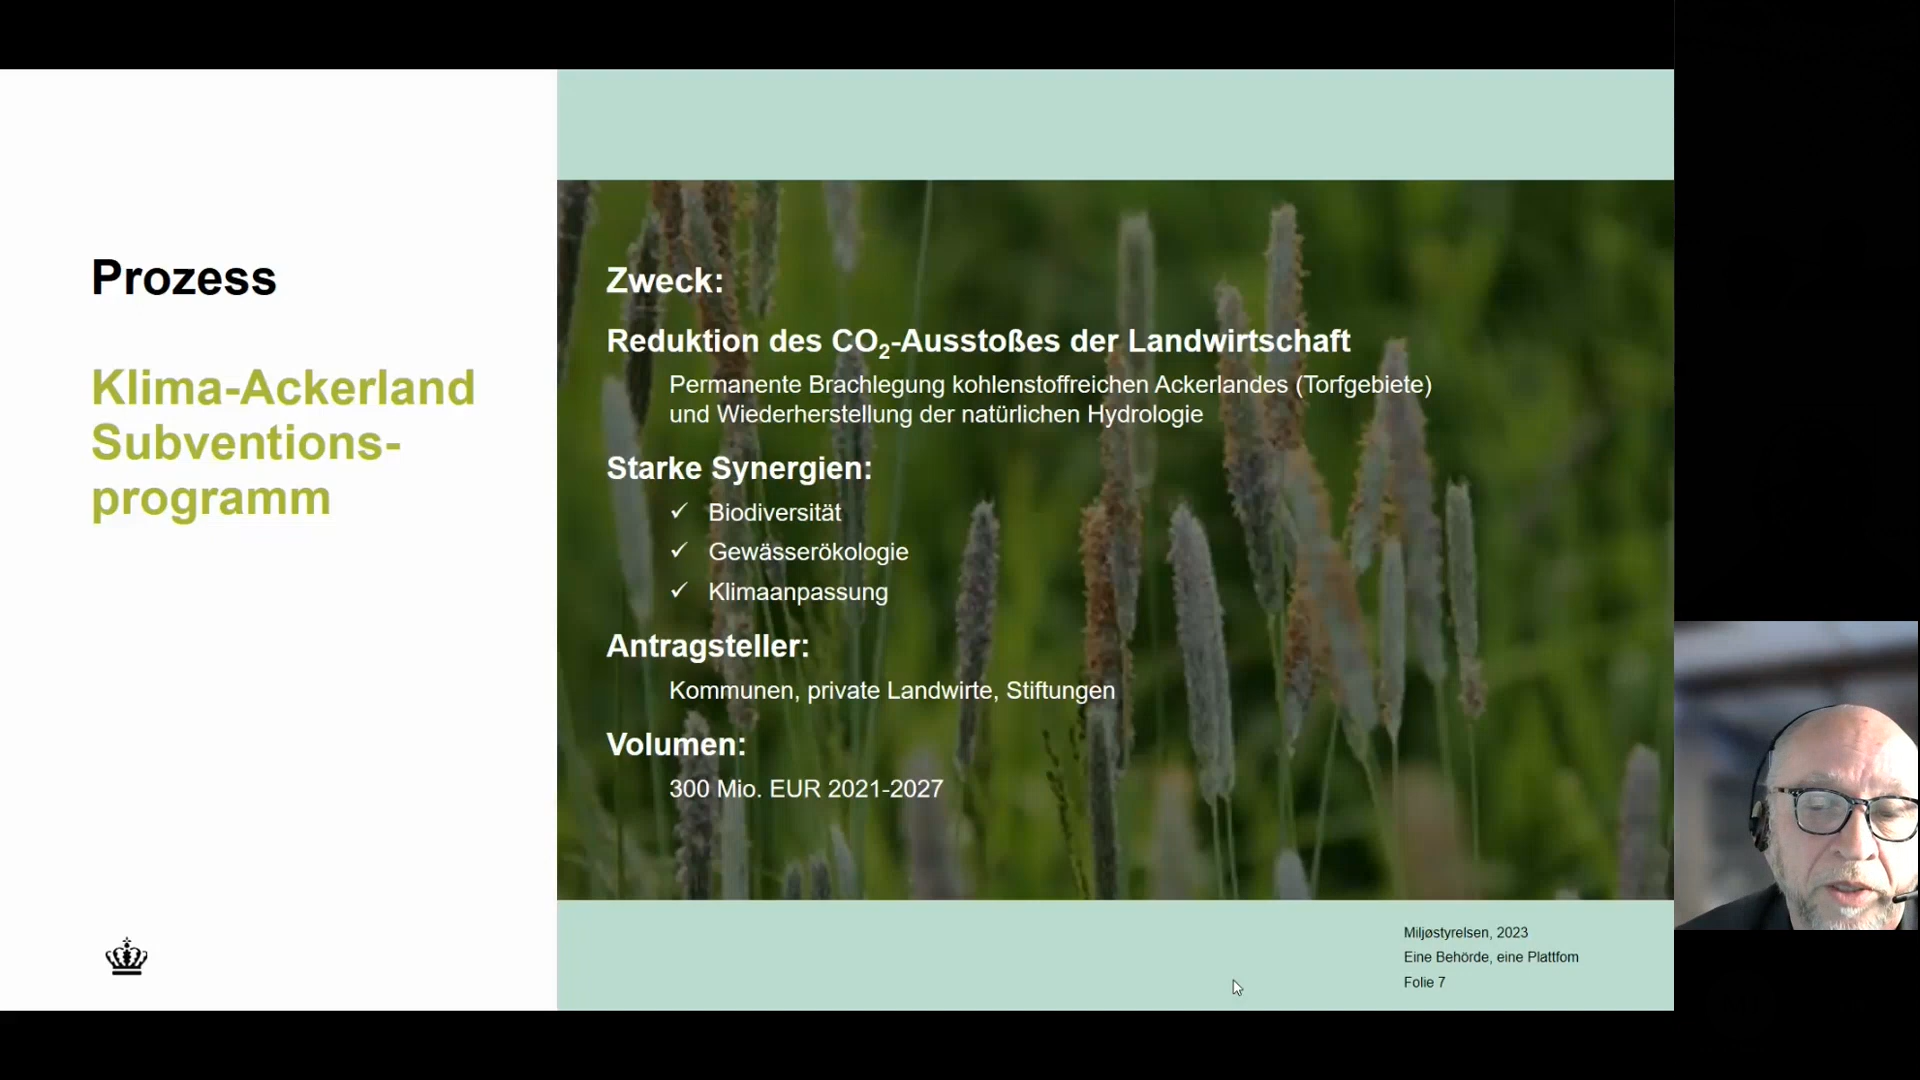 Prozess
Klima-Ackerland
Subventions-
programm
Zweck:
Reduktion des CO₂-Ausstoßes der Landwirtschaft
Permanente Brachlegung kohlenstoffreichen Ackerlandes (Torfgebiete)
und Wiederherstellung der natürlichen Hydrologie
Starke Synergien:
✓ Biodiversität
✓ Gewässerökologie
✓ Klimaanpassung
Antragsteller:
Kommunen, private Landwirte, Stiftungen
Volumen:
300 Mio. EUR 2021-2027
Miljøstyrelsen, 2023
Eine Behörde, eine Plattfom
Folie 7